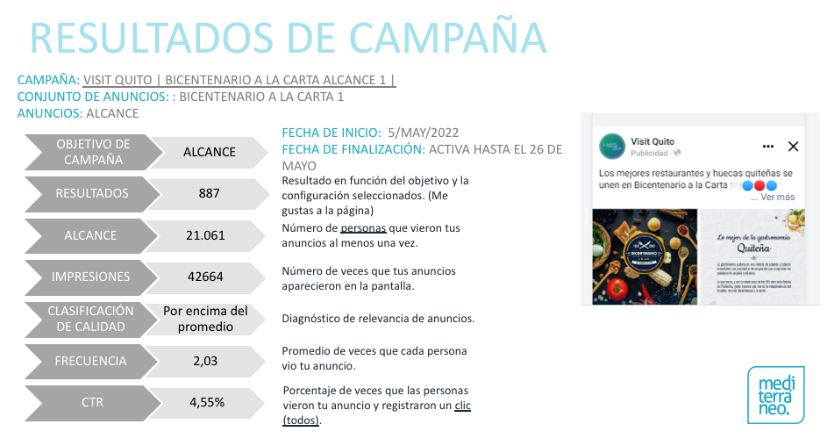 RESULTADOS DE CAMPAÑA
CAMPAÑA: VISIT QUITO | BICENTENARIO A LA CARTA ALCANCE 1 |
CONJUNTO DE ANUNCIOS: : BICENTENARIO A LA CARTA 1
ANUNCIOS: ALCANCE
FECHA DE INICIO: 5/MAY/2022
FECHA DE FINALIZACIÓN: ACTIVA HASTA EL 26 DE
MAYO
OBJETIVO DE
CAMPAÑA
ALCANCE
RESULTADOS
887
Resultado en función del objetivo y la
configuración seleccionados. (Me
gustas a la página)
ALCANCE
21.061
Número de personas que vieron tus
anuncios al menos una vez.
IMPRESIONES
42664
Número de veces que tus anuncios
aparecieron en la pantalla.
CLASIFICACIÓN
DE CALIDAD
Por encima del
promedio
Diagnóstico de relevancia de anuncios.
FRECUENCIA
2,03
Promedio de veces que cada persona
vio tu anuncio.
CTR
4,55%
Porcentaje de veces que las personas
vieron tu anuncio y registraron un clic
(todos).
Visit Quito
Publicidad ·
Los mejores restaurantes y huecas quiteñas se
unen en Bicentenario a la Carta
... Ver más
BICENTENARIO
Lo mejor de la gastronomía
Quiteña
medi
terrá
neo.